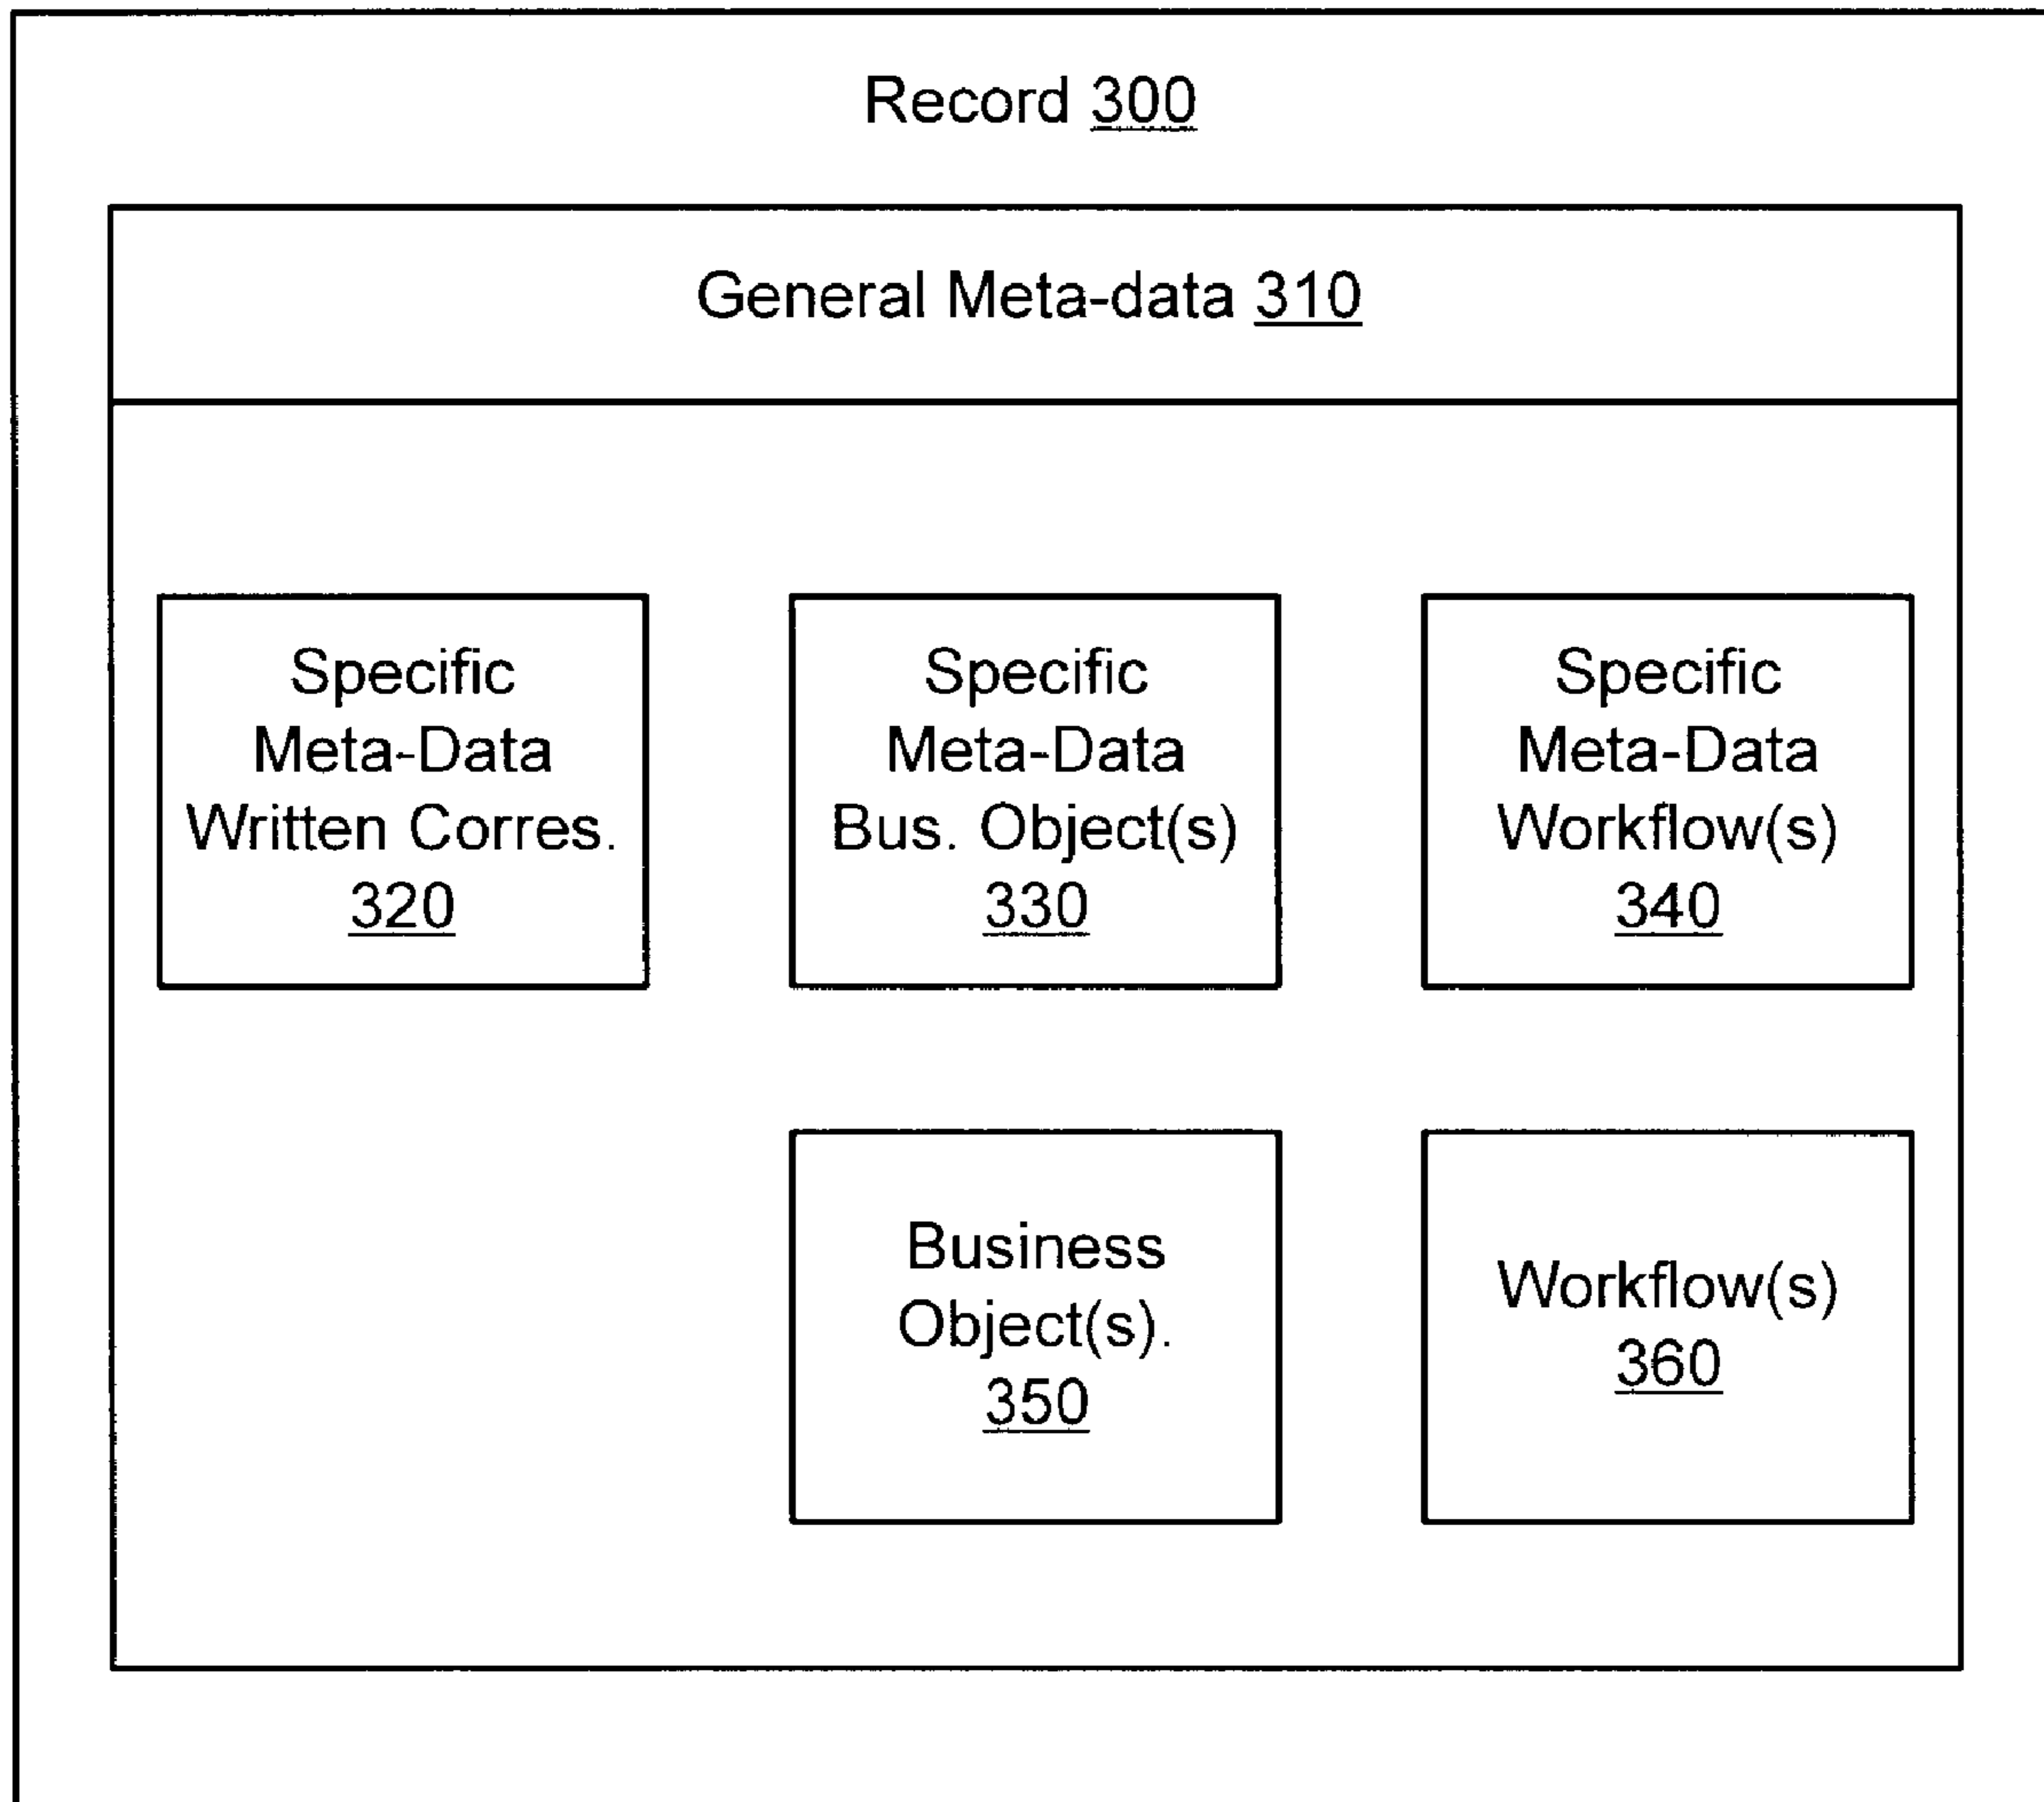 Record 300
General Meta-data 310
Specific
Meta-Data
Written Corres.
320
Specific
Meta-Data
Bus. Object(s)
330
Specific
Meta-Data
Workflow(s)
340
Business
Object(s).
350
Workflow(s)
360